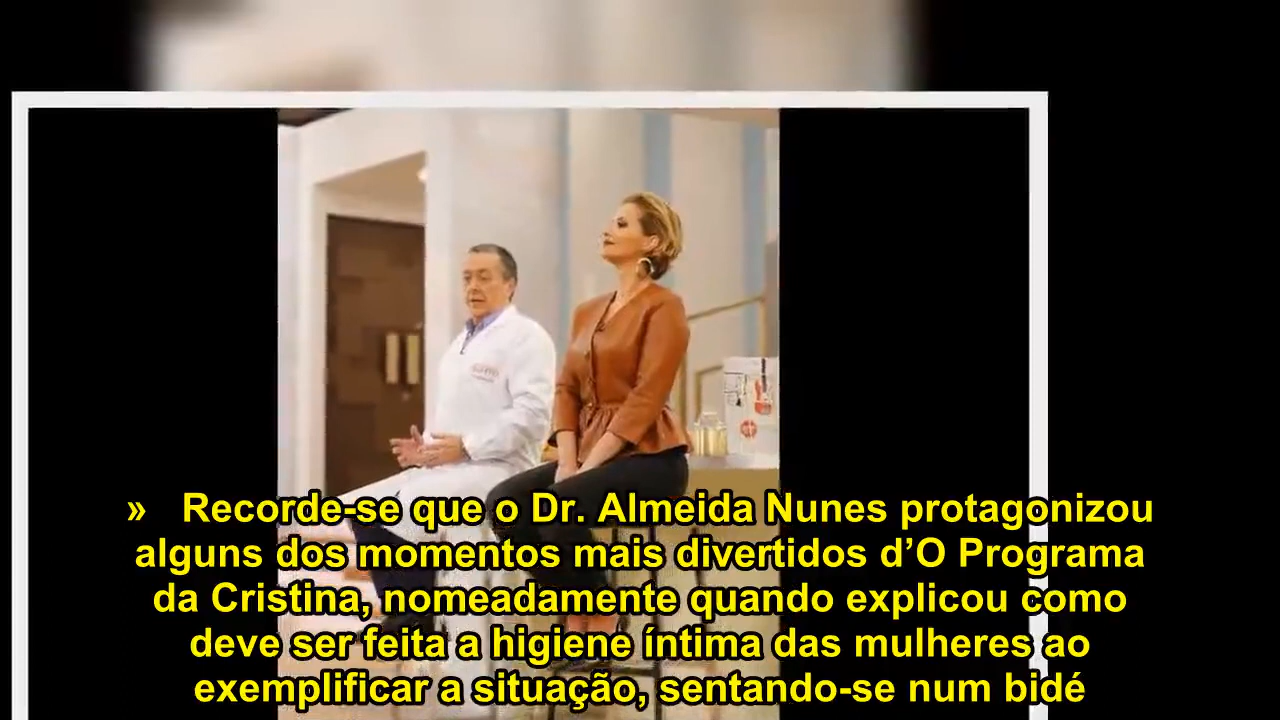 »   Recorde-se que o Dr. Almeida Nunes protagonizou
alguns dos momentos mais divertidos d’O Programa
da Cristina, nomeadamente quando explicou como
deve ser feita a higiene íntima das mulheres ao
exemplificar a situação, sentando-se num bidé